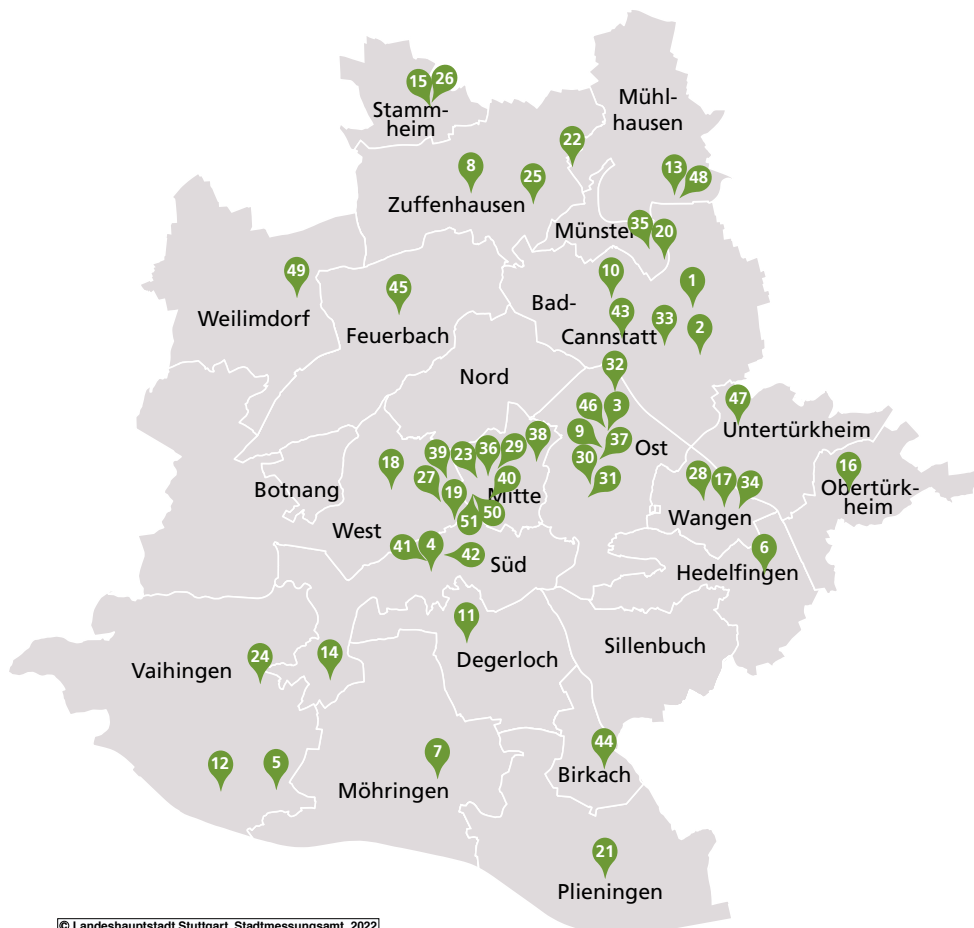 15
26
Stamm-
heim
Mühl-
hausen
22
8
25
13
48
Zuffenhausen
35
20
Münster
49
45
10
1
Bad-
43
33
2
Weilimdorf
Feuerbach
Cannstatt
Nord
32
47
46
3
Untertürkheim
9
37
Ost
39
23
36
29
38
18
30
31
16
Obertürk-
heim
Botnang
27
19
40
Mitte
28
17
34
Wangen
West
51
50
41
4
42
Süd
6
Hedelfingen
11
Degerloch
Sillenbuch
Vaihingen
24
14
44
Birkach
12
5
7
Möhringen
21
Plieningen
© Landeshauptstadt Stuttgart, Stadtmessungsamt, 2022